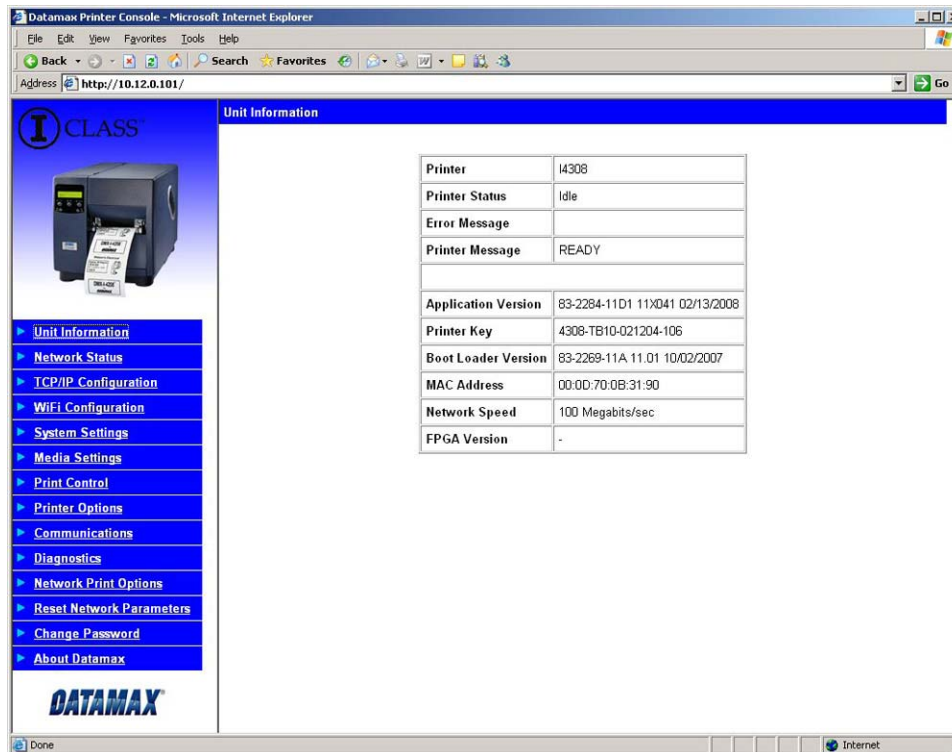 Datamax Printer Console - Microsoft Internet Explorer
File Edit View Favorites Tools Help
Back Search Favorites
Address http://10.12.0.101/ Go
I CLASS™
Unit Information
Printer I4308
Printer Status Idle
Error Message
Printer Message READY
Application Version 83-2284-11D1 11X041 02/13/2008
Printer Key 4308-TB10-021204-106
Boot Loader Version 83-2269-11A 11.01 10/02/2007
MAC Address 00:0D:70:0B:31:90
Network Speed 100 Megabits/sec
FPGA Version -
Unit Information
Network Status
TCP/IP Configuration
WiFi Configuration
System Settings
Media Settings
Print Control
Printer Options
Communications
Diagnostics
Network Print Options
Reset Network Parameters
Change Password
About Datamax
DATAMAX
Done Internet